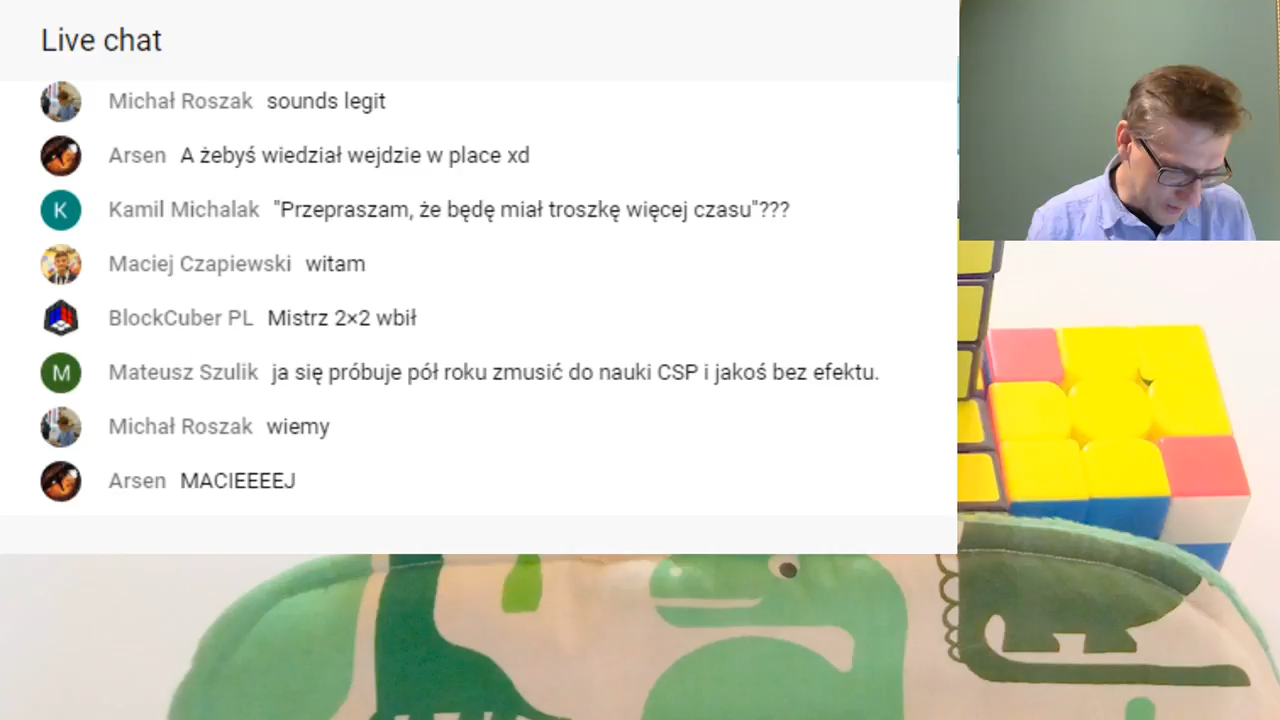 Live chat
Michał Roszak sounds legit
Arsen A żebyś wiedział wejdzie w place xd
K Kamil Michalak "Przepraszam, że będę miał troszkę więcej czasu"???
Maciej Czapiewski witam
BlockCuber PL Mistrz 2×2 wbił
M Mateusz Szulik ja się próbuje pół roku zmusić do nauki CSP i jakoś bez efektu.
Michał Roszak wiemy
Arsen MACIEEEEJ